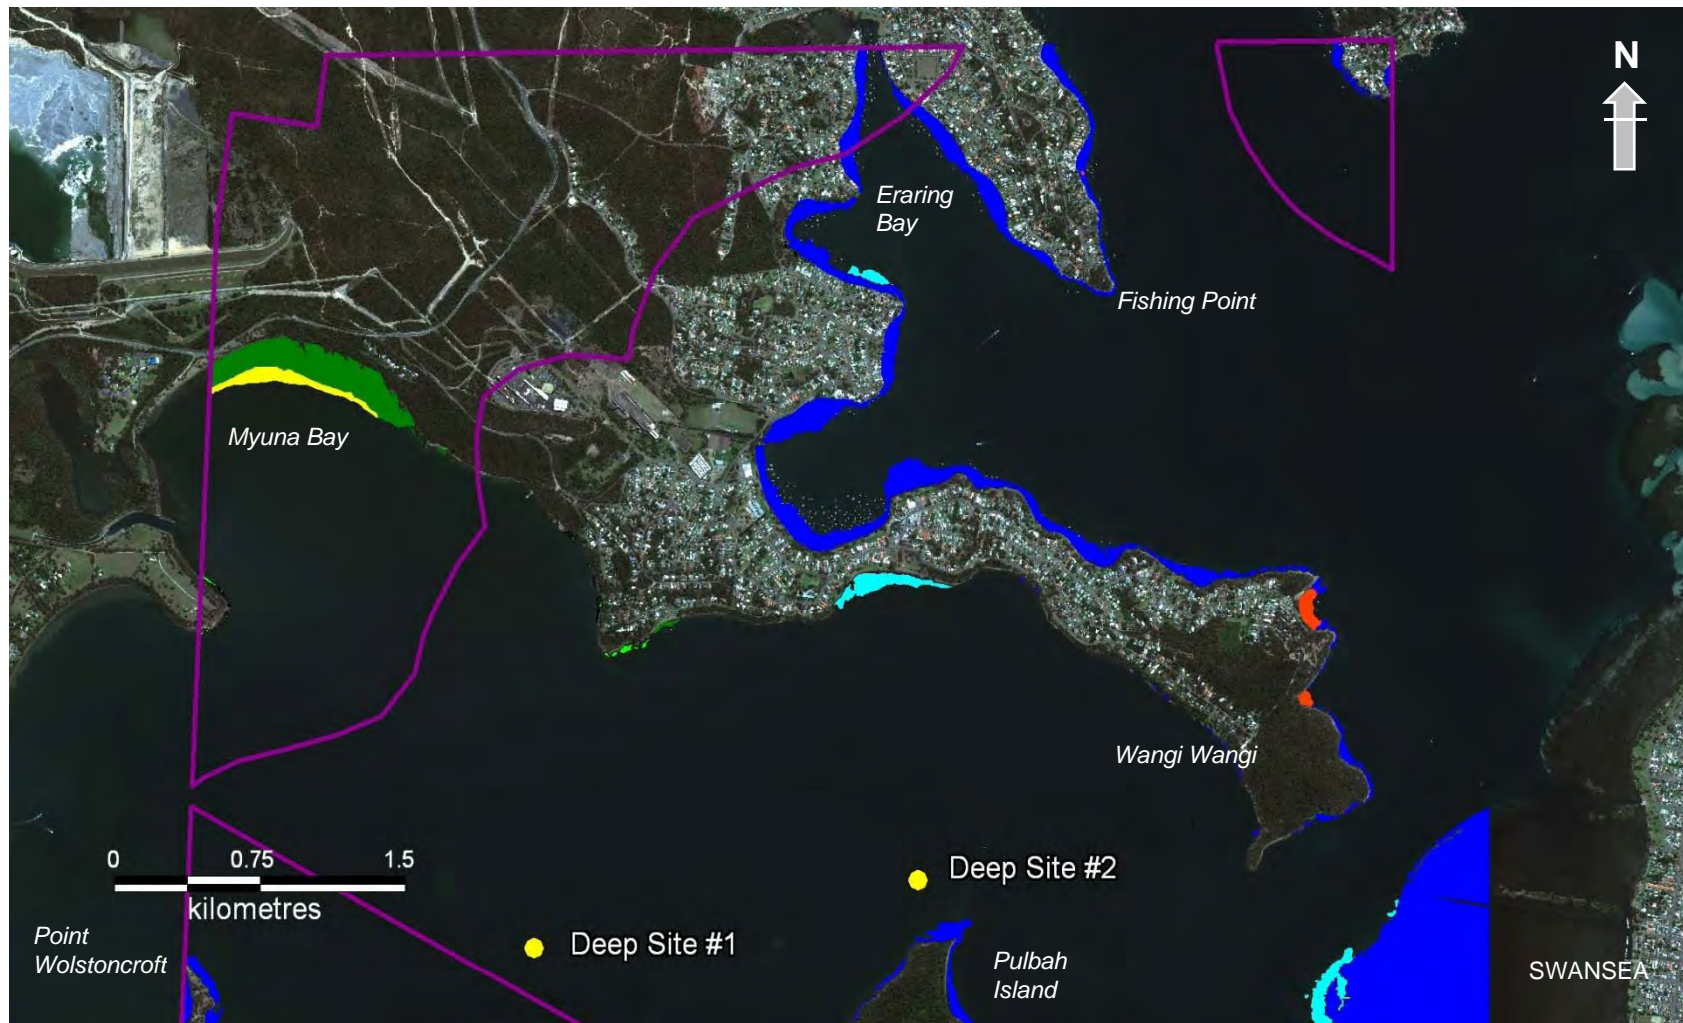 N
Eraring
Bay
Fishing Point
Myuna Bay
Wangi Wangi
0 0.75 1.5
kilometres
Deep Site #2
Deep Site #1
Point
Wolstoncroft
Pulbah
Island
SWANSEA